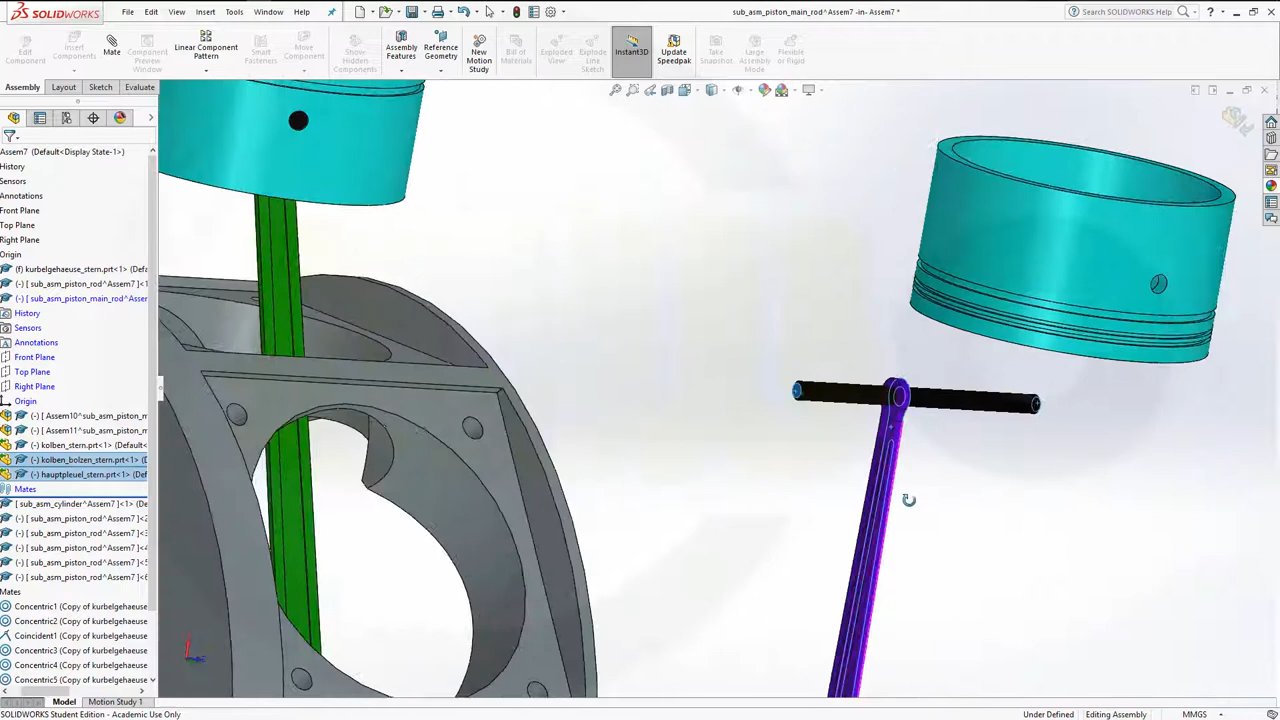 SOLIDWORKS
File
Edit
View
Insert
Tools
Window
Help
sub_asm_piston_main_rod^Assem7 -in- Assem7 *
Search SOLIDWORKS Help
?
Edit Component
Insert Components
Mate
Component Preview Window
Linear Component Pattern
Smart Fasteners
Move Component
Show Hidden Components
Assembly Features
Reference Geometry
New Motion Study
Bill of Materials
Exploded View
Explode Line Sketch
Instant3D
Update Speedpak
Take Snapshot
Large Assembly Mode
Flexible or Rigid
Assembly
Layout
Sketch
Evaluate
Assem7 (Default<Display State-1>)
History
Sensors
Annotations
Front Plane
Top Plane
Right Plane
Origin
(f) kurbelgehaeuse_stern.prt<1> (Defa
(-) [ sub_asm_piston_rod^Assem7 ]<1
(-) [ sub_asm_piston_main_rod^Assem
History
Sensors
Annotations
Front Plane
Top Plane
Right Plane
Origin
(-) [ Assem10^sub_asm_piston_m
(-) [ Assem11^sub_asm_piston_m
(-) kolben_stern.prt<1> (Default<
(-) kolben_bolzen_stern.prt<1> (D
(-) hauptpleuel_stern.prt<1> (Def
Mates
[ sub_asm_cylinder^Assem7 ]<1> (De
(-) [ sub_asm_piston_rod^Assem7 ]<2
(-) [ sub_asm_piston_rod^Assem7 ]<3
(-) [ sub_asm_piston_rod^Assem7 ]<4
(-) [ sub_asm_piston_rod^Assem7 ]<5
(-) [ sub_asm_piston_rod^Assem7 ]<6
Mates
Concentric1 (Copy of kurbelgehaeuse
Concentric2 (Copy of kurbelgehaeuse
Coincident1 (Copy of kurbelgehaeuse
Concentric3 (Copy of kurbelgehaeuse
Concentric4 (Copy of kurbelgehaeuse
Concentric5 (Copy of kurbelgehaeuse
Model
Motion Study 1
SOLIDWORKS Student Edition - Academic Use Only
Under Defined
Editing Assembly
MMGS